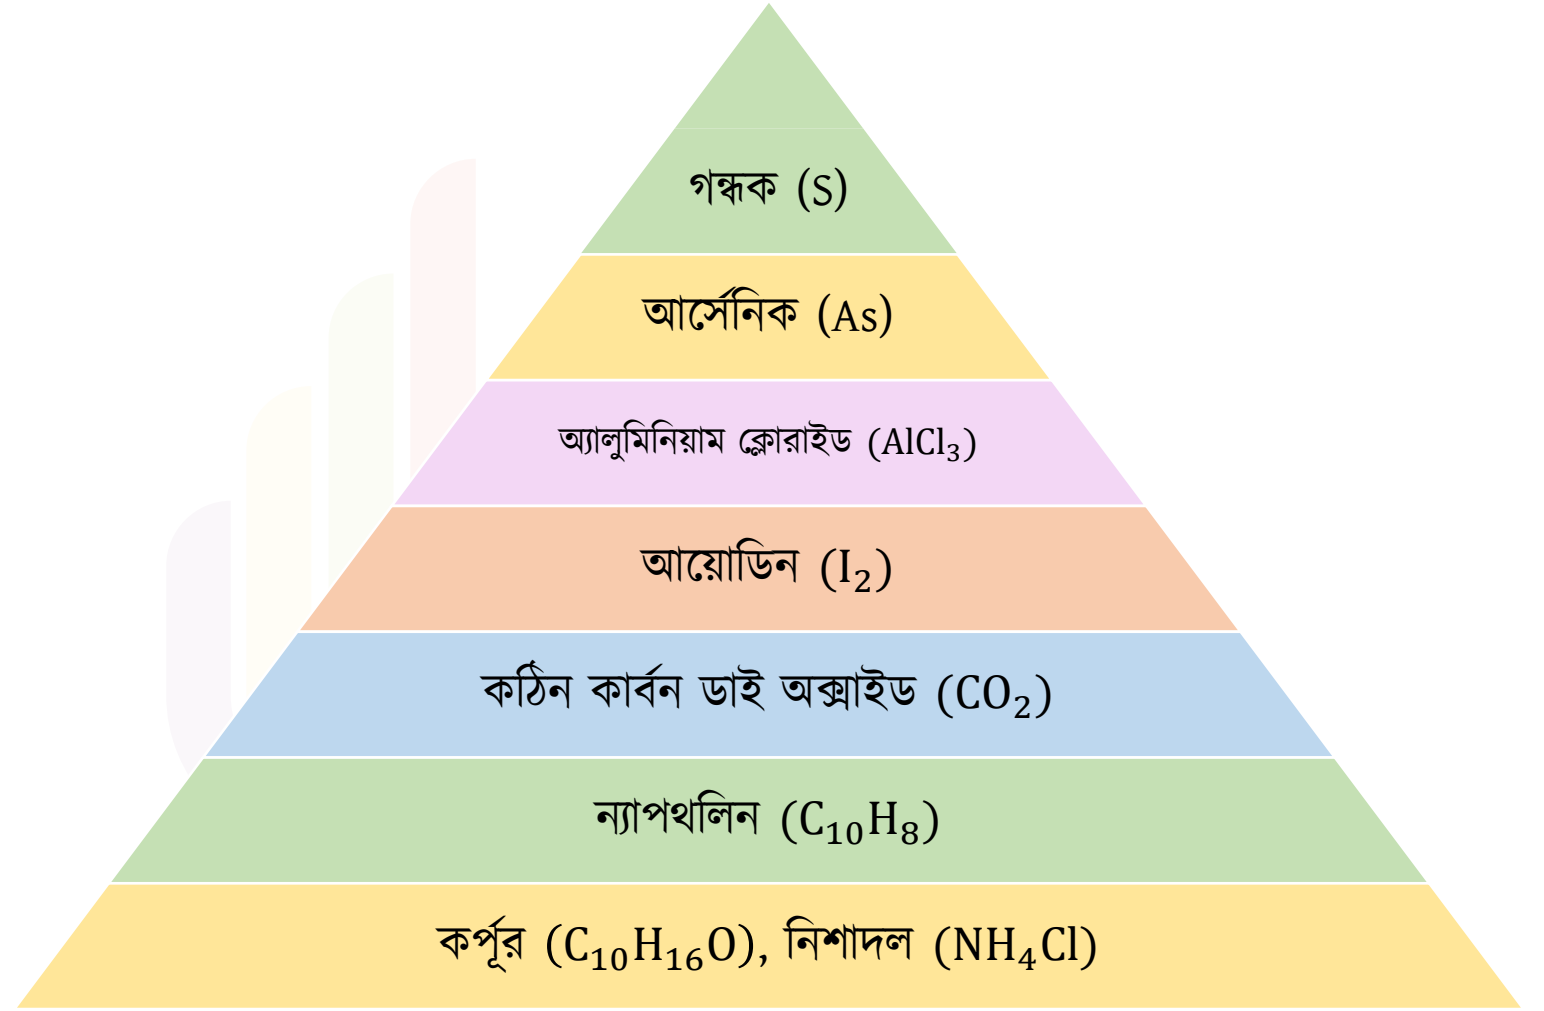 গন্ধক (S)
আর্সেনিক (As)
অ্যালুমিনিয়াম ক্লোরাইড (AlCl₃)
আয়োডিন (I₂)
কঠিন কার্বন ডাই অক্সাইড (CO₂)
ন্যাপথলিন (C₁₀H₈)
কর্পূর (C₁₀H₁₆O), নিশাদল (NH₄Cl)